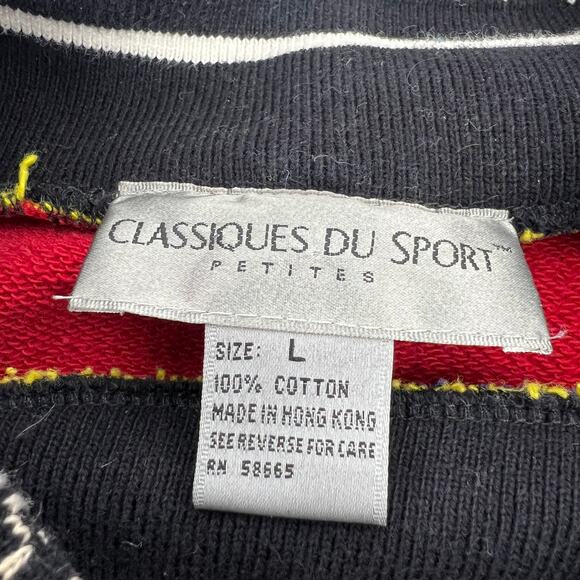 CLASSIQUES DU SPORT™
PETITES
SIZE: L
100% COTTON
MADE IN HONG KONG
SEE REVERSE FOR CARE
RN 58665